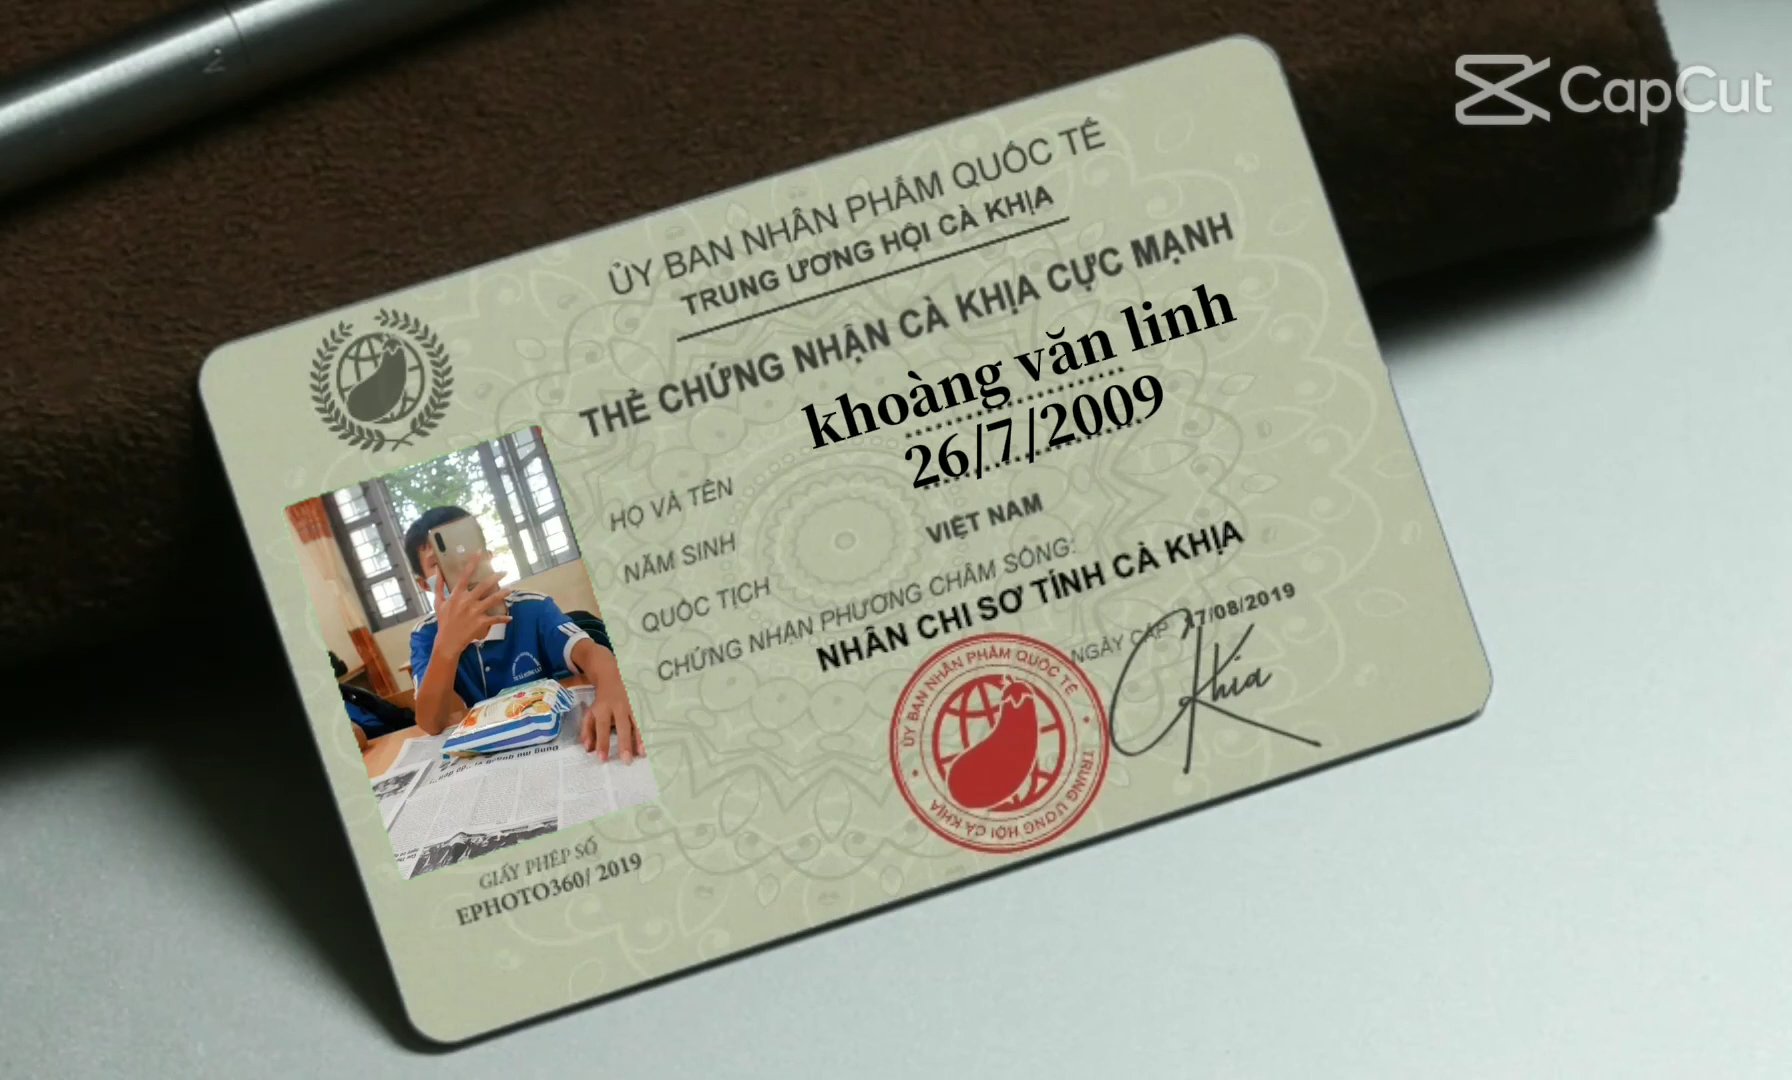 CapCut
ỦY BAN NHÂN PHẨM QUỐC TẾ
TRUNG ƯƠNG HỘI CÀ KHỊA
THẺ CHỨNG NHẬN CÀ KHỊA CỰC MẠNH
HỌ VÀ TÊN khoàng văn linh
NĂM SINH 26/7/2009
QUỐC TỊCH VIỆT NAM
CHỨNG NHẬN PHƯƠNG CHÂM SỐNG:
NHÂN CHI SƠ TÍNH CÀ KHỊA
NGÀY CẤP 17/08/2019
Khia
ỦY BAN NHÂN PHẨM QUỐC TẾ
TRUNG ƯƠNG HỘI CÀ KHỊA
GIẤY PHÉP SỐ
EPHOTO360/ 2019